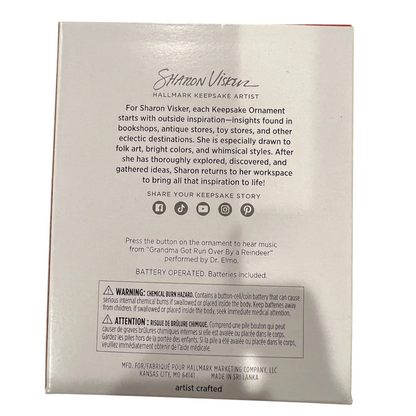 SHARON VISKER
HALLMARK KEEPSAKE ARTIST
For Sharon Visker, each Keepsake Ornament
starts with outside inspiration—insights found in
bookshops, antique stores, toy stores, and other
eclectic destinations. She is especially drawn to
folk art, bright colors, and whimsical styles. After
she has thoroughly explored, discovered, and
gathered ideas, Sharon returns to her workspace
to bring all that inspiration to life!
SHARE YOUR KEEPSAKE STORY
Press the button on the ornament to hear music
from "Grandma Got Run Over By a Reindeer"
performed by Dr. Elmo.
BATTERY OPERATED. Batteries included.
WARNING: CHEMICAL BURN HAZARD. Contains a button-cell/coin battery that can cause
serious internal chemical burns if swallowed or placed inside the body. Keep batteries away
from children. If swallowed or placed inside the body, seek immediate medical attention.
ATTENTION : RISQUE DE BRÛLURE CHIMIQUE. Comprend une pile bouton qui peut
causer de graves brûlures chimiques internes si elle est avalée ou placée dans le corps.
Gardez les piles hors de la portée des enfants. Si la pile a été avalée ou placée dans le corps,
veuillez immédiatement obtenir de l'aide médicale.
MFD. FOR/FABRIQUÉ POUR HALLMARK MARKETING COMPANY, LLC
KANSAS CITY, MO 64141 MADE IN SRI LANKA
artist crafted